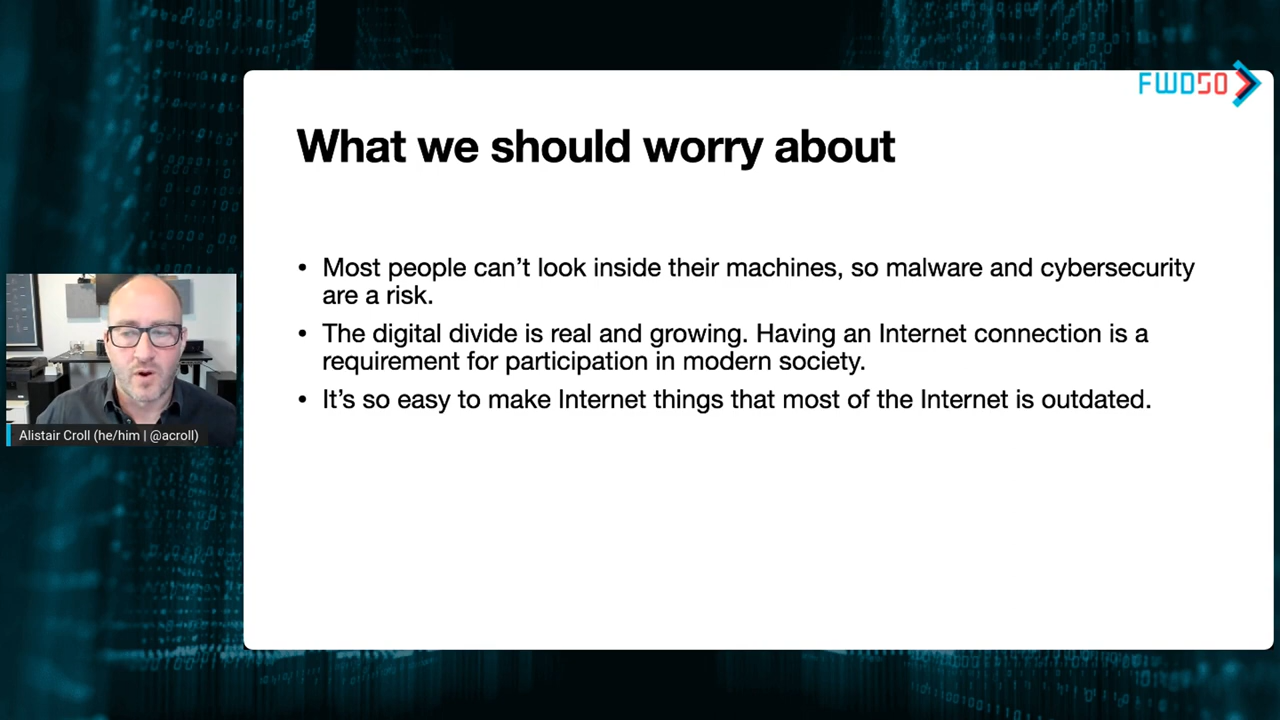 FWD50
What we should worry about
• Most people can’t look inside their machines, so malware and cybersecurity
are a risk.
• The digital divide is real and growing. Having an Internet connection is a
requirement for participation in modern society.
• It’s so easy to make Internet things that most of the Internet is outdated.
Alistair Croll (he/him | @acroll)